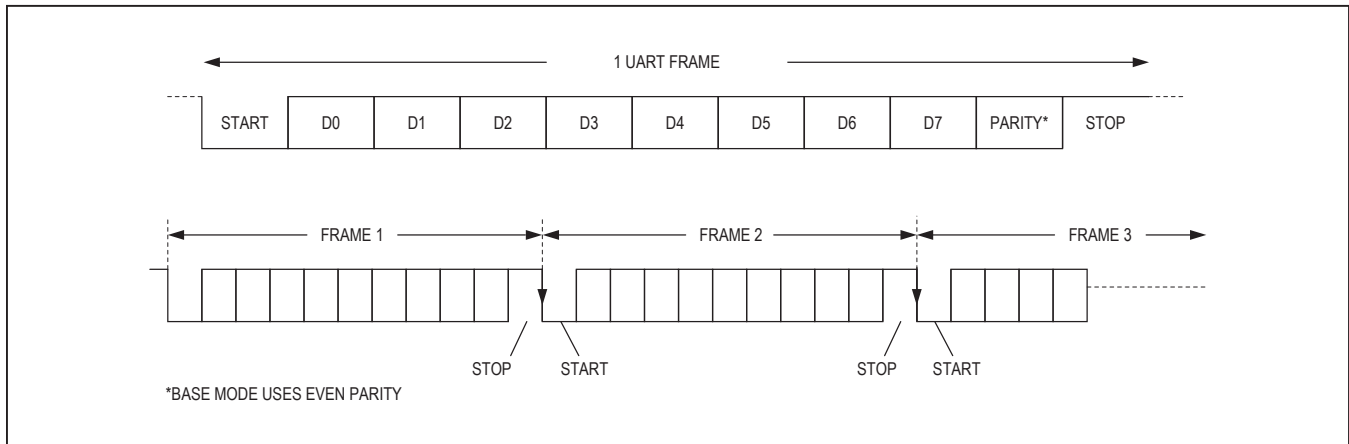 1 UART FRAME
START D0 D1 D2 D3 D4 D5 D6 D7 PARITY* STOP
FRAME 1 FRAME 2 FRAME 3
STOP START STOP START
*BASE MODE USES EVEN PARITY